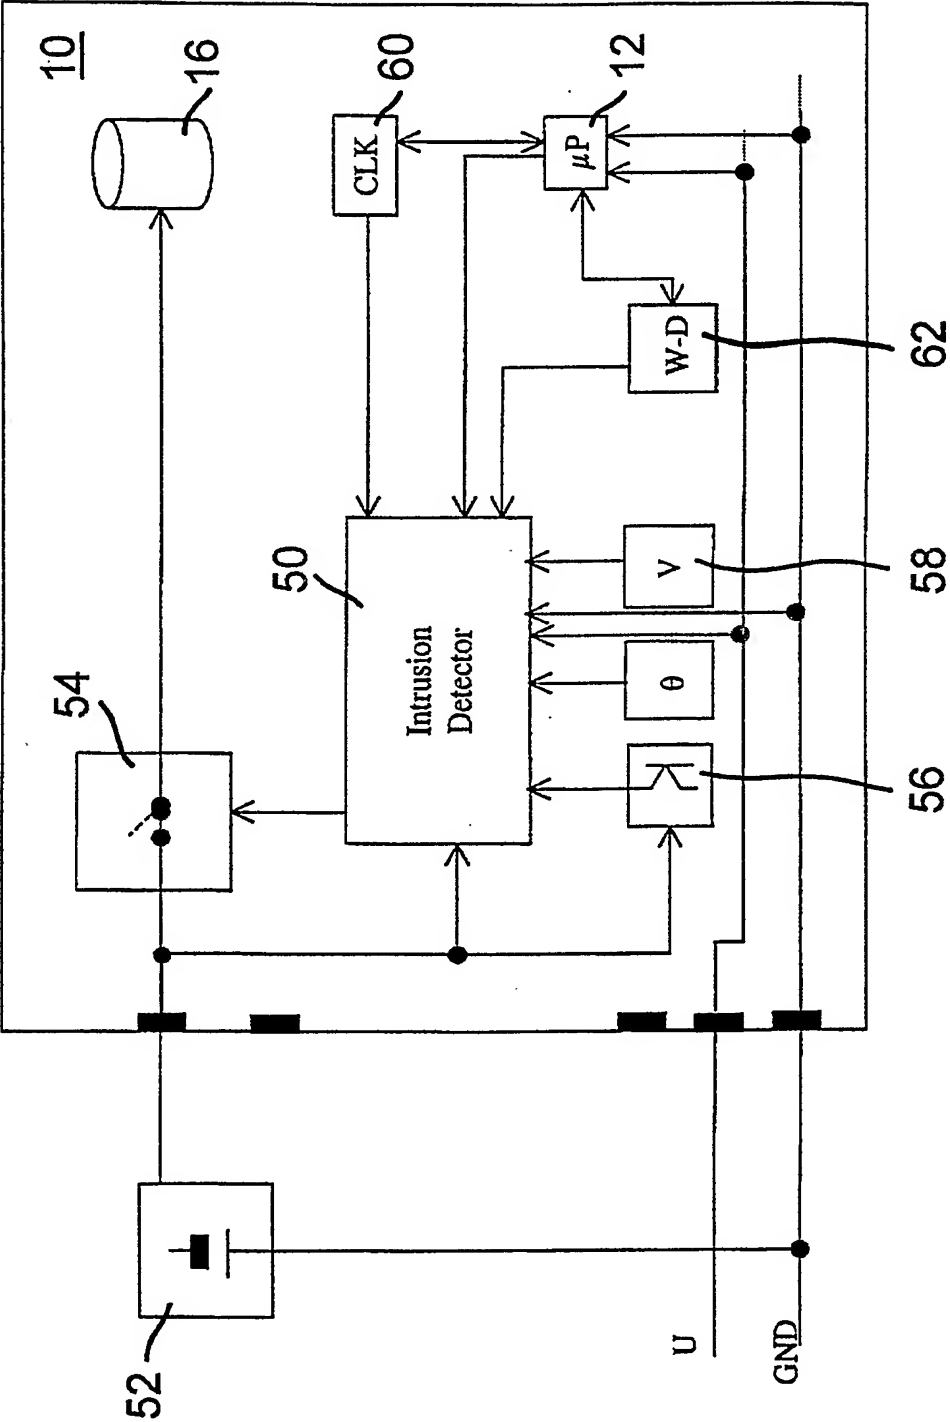 10
16
60
CLK
12
μP
62
W-D
50
Intrusion
Detector
54
58
V
θ
56
52
U
GND